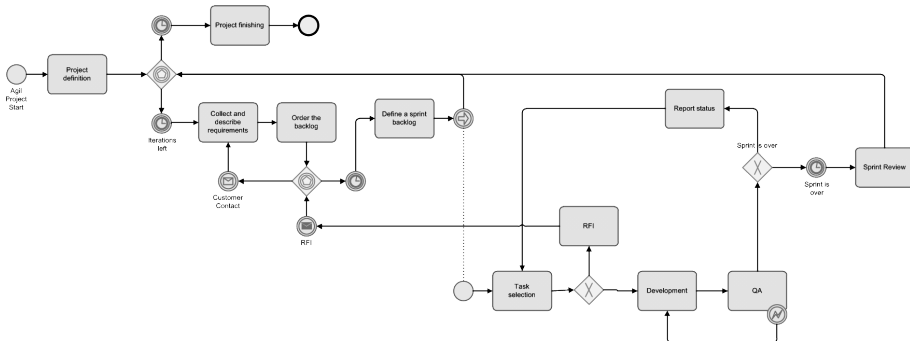 Project finishing
Project
definition
Agil
Project
Start
Iterations
left
Collect and
describe
requirements
Order the
backlog
Define a sprint
backlog
Report status
Sprint is over
Sprint is
over
Sprint Review
Customer
Contact
RFI
RFI
Task
selection
Development
QA